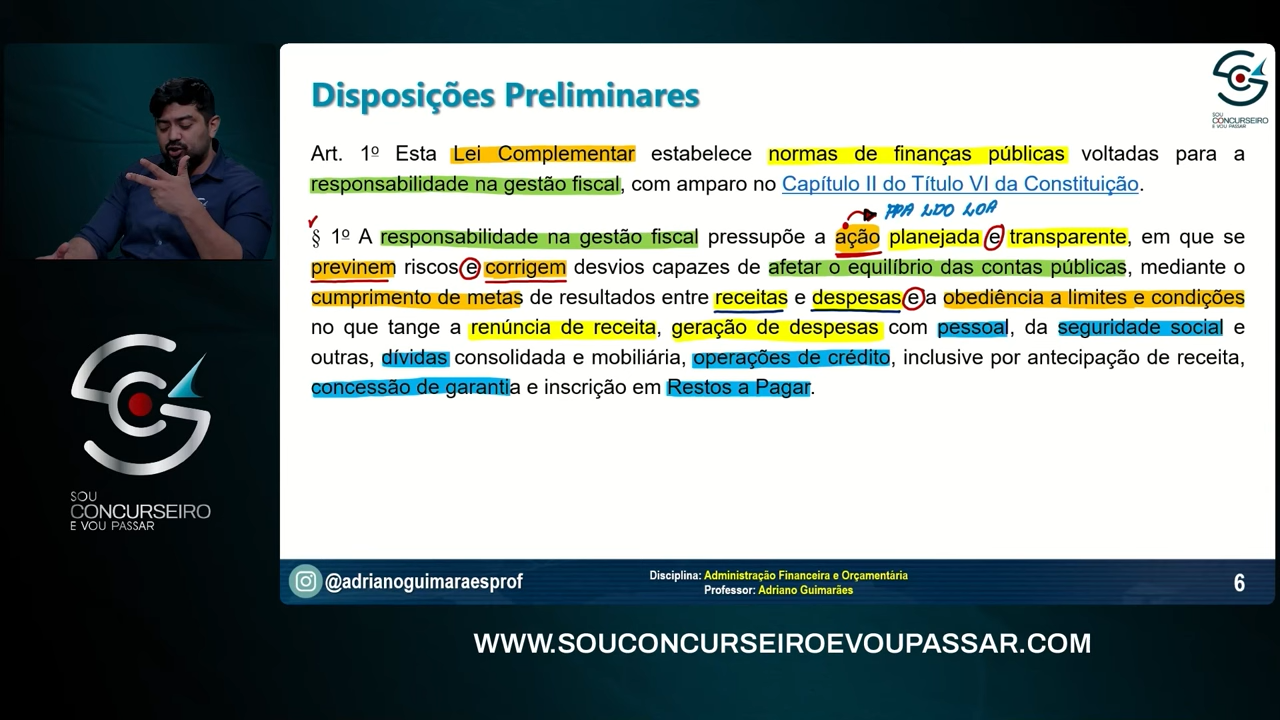 Disposições Preliminares
SOU
CONCURSEIRO
E VOU PASSAR
Art. 1º Esta Lei Complementar estabelece normas de finanças públicas voltadas para a
responsabilidade na gestão fiscal, com amparo no Capítulo II do Título VI da Constituição.
PPA LDO LOA
§ 1º A responsabilidade na gestão fiscal pressupõe a ação planejada e transparente, em que se
previnem riscos e corrigem desvios capazes de afetar o equilíbrio das contas públicas, mediante o
cumprimento de metas de resultados entre receitas e despesas e a obediência a limites e condições
no que tange a renúncia de receita, geração de despesas com pessoal, da seguridade social e
outras, dívidas consolidada e mobiliária, operações de crédito, inclusive por antecipação de receita,
concessão de garantia e inscrição em Restos a Pagar.
SOU
CONCURSEIRO
E VOU PASSAR
@adrianoguimaraesprof
Disciplina: Administração Financeira e Orçamentária
Professor: Adriano Guimarães
6
WWW.SOUCONCURSEIROEVOUPASSAR.COM